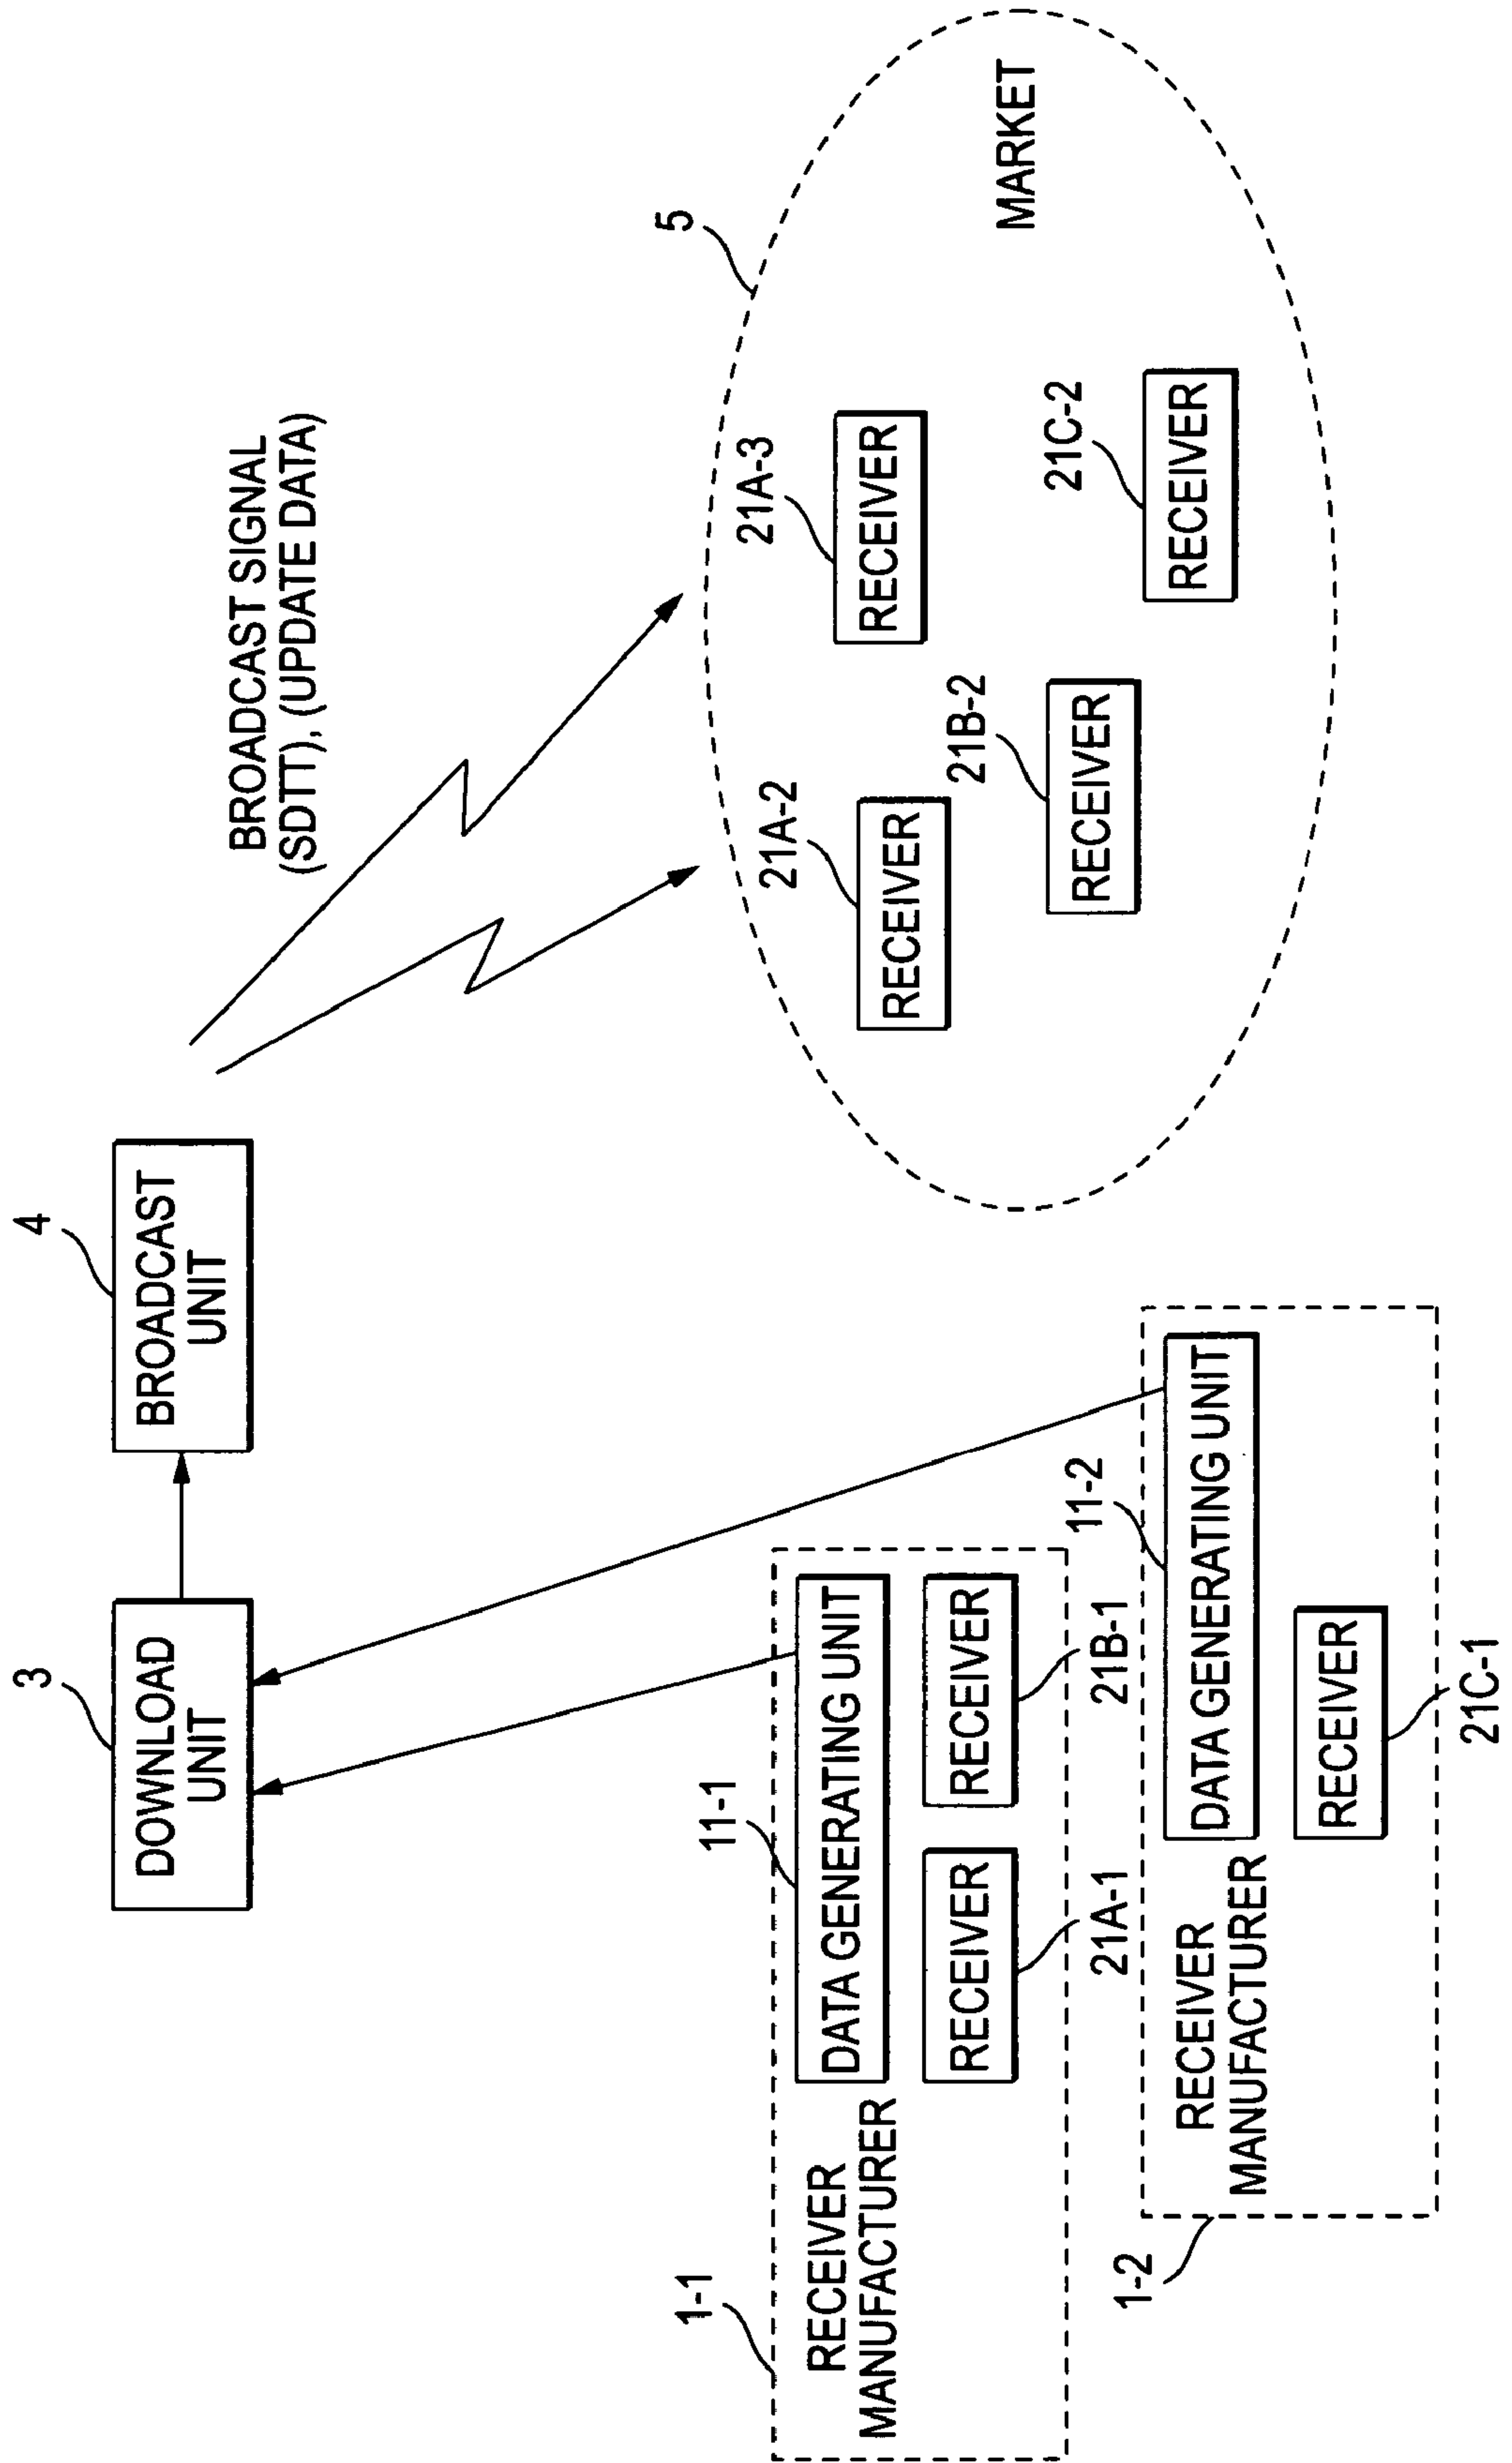 3
DOWNLOAD
UNIT
4
BROADCAST
UNIT
BROADCAST SIGNAL
(SDTT), (UPDATE DATA)
1-1
RECEIVER
MANUFACTURER
11-1
DATA GENERATING UNIT
RECEIVER
21A-1
RECEIVER
21B-1
1-2
RECEIVER
MANUFACTURER
11-2
DATA GENERATING UNIT
RECEIVER
21C-1
5
21A-2
RECEIVER
21A-3
RECEIVER
21B-2
RECEIVER
21C-2
RECEIVER
MARKET